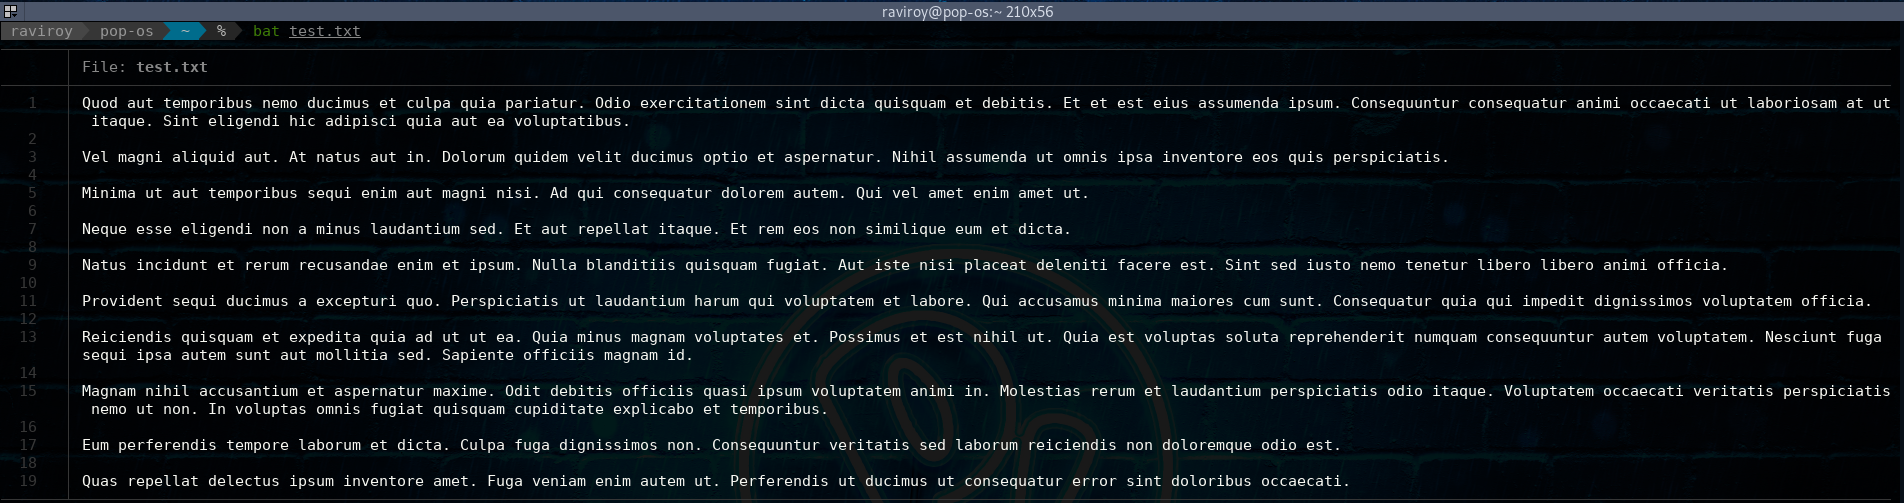 raviroy@pop-os:~ 210x56
raviroy pop-os ~ % bat test.txt
File: test.txt
1 Quod aut temporibus nemo ducimus et culpa quia pariatur. Odio exercitationem sint dicta quisquam et debitis. Et et est eius assumenda ipsum. Consequuntur consequatur animi occaecati ut laboriosam at ut
itaque. Sint eligendi hic adipisci quia aut ea voluptatibus.
2
3 Vel magni aliquid aut. At natus aut in. Dolorum quidem velit ducimus optio et aspernatur. Nihil assumenda ut omnis ipsa inventore eos quis perspiciatis.
4
5 Minima ut aut temporibus sequi enim aut magni nisi. Ad qui consequatur dolorem autem. Qui vel amet enim amet ut.
6
7 Neque esse eligendi non a minus laudantium sed. Et aut repellat itaque. Et rem eos non similique eum et dicta.
8
9 Natus incidunt et rerum recusandae enim et ipsum. Nulla blanditiis quisquam fugiat. Aut iste nisi placeat deleniti facere est. Sint sed iusto nemo tenetur libero libero animi officia.
10
11 Provident sequi ducimus a excepturi quo. Perspiciatis ut laudantium harum qui voluptatem et labore. Qui accusamus minima maiores cum sunt. Consequatur quia qui impedit dignissimos voluptatem officia.
12
13 Reiciendis quisquam et expedita quia ad ut ut ea. Quia minus magnam voluptates et. Possimus et est nihil ut. Quia est voluptas soluta reprehenderit numquam consequuntur autem voluptatem. Nesciunt fuga
sequi ipsa autem sunt aut mollitia sed. Sapiente officiis magnam id.
14
15 Magnam nihil accusantium et aspernatur maxime. Odit debitis officiis quasi ipsum voluptatem animi in. Molestias rerum et laudantium perspiciatis odio itaque. Voluptatem occaecati veritatis perspiciatis
nemo ut non. In voluptas omnis fugiat quisquam cupiditate explicabo et temporibus.
16
17 Eum perferendis tempore laborum et dicta. Culpa fuga dignissimos non. Consequuntur veritatis sed laborum reiciendis non doloremque odio est.
18
19 Quas repellat delectus ipsum inventore amet. Fuga veniam enim autem ut. Perferendis ut ducimus ut consequatur error sint doloribus occaecati.